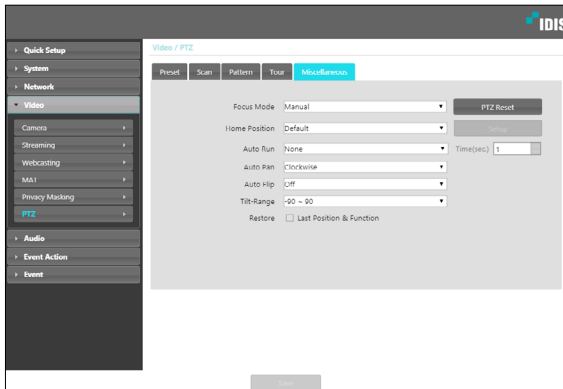 IDIS
Quick Setup
System
Network
Video
Camera
Streaming
Webcasting
MAT
Privacy Masking
PTZ
Audio
Event Action
Event
Video / PTZ
Preset Scan Pattern Tour Miscellaneous
Focus Mode Manual PTZ Reset
Home Position Default Setup
Auto Run None Time(sec.) 1
Auto Pan Clockwise
Auto Flip Off
Tilt-Range -90 ~ 90
Restore Last Position & Function
Save